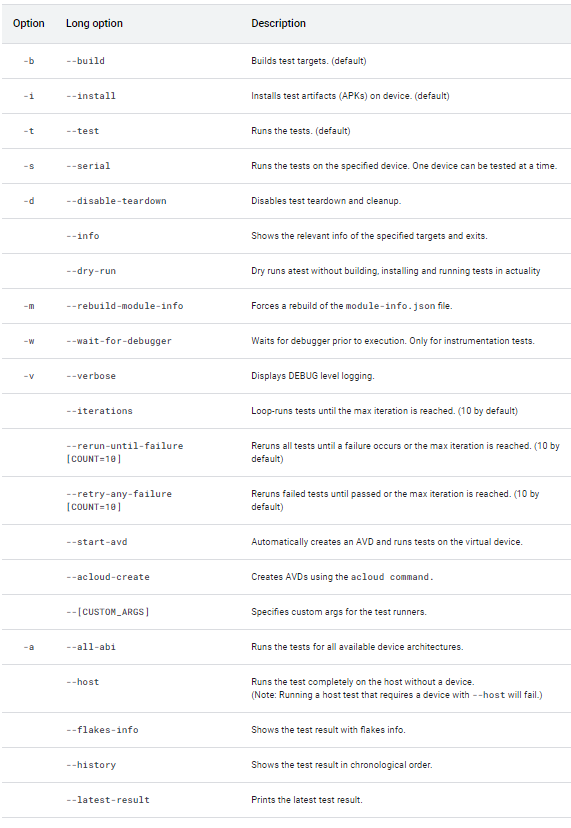 Option Long option Description
-b --build Builds test targets. (default)
-i --install Installs test artifacts (APKs) on device. (default)
-t --test Runs the tests. (default)
-s --serial Runs the tests on the specified device. One device can be tested at a time.
-d --disable-teardown Disables test teardown and cleanup.
--info Shows the relevant info of the specified targets and exits.
--dry-run Dry runs atest without building, installing and running tests in actuality
-m --rebuild-module-info Forces a rebuild of the module-info.json file.
-w --wait-for-debugger Waits for debugger prior to execution. Only for instrumentation tests.
-v --verbose Displays DEBUG level logging.
--iterations Loop-runs tests until the max iteration is reached. (10 by default)
--rerun-until-failure Reruns all tests until a failure occurs or the max iteration is reached. (10 by
[COUNT=10] default)
--retry-any-failure Reruns failed tests until passed or the max iteration is reached. (10 by
[COUNT=10] default)
--start-avd Automatically creates an AVD and runs tests on the virtual device.
--acloud-create Creates AVDs using the acloud command.
--[CUSTOM_ARGS] Specifies custom args for the test runners.
-a --all-abi Runs the tests for all available device architectures.
--host Runs the test completely on the host without a device.
(Note: Running a host test that requires a device with --host will fail.)
--flakes-info Shows the test result with flakes info.
--history Shows the test result in chronological order.
--latest-result Prints the latest test result.